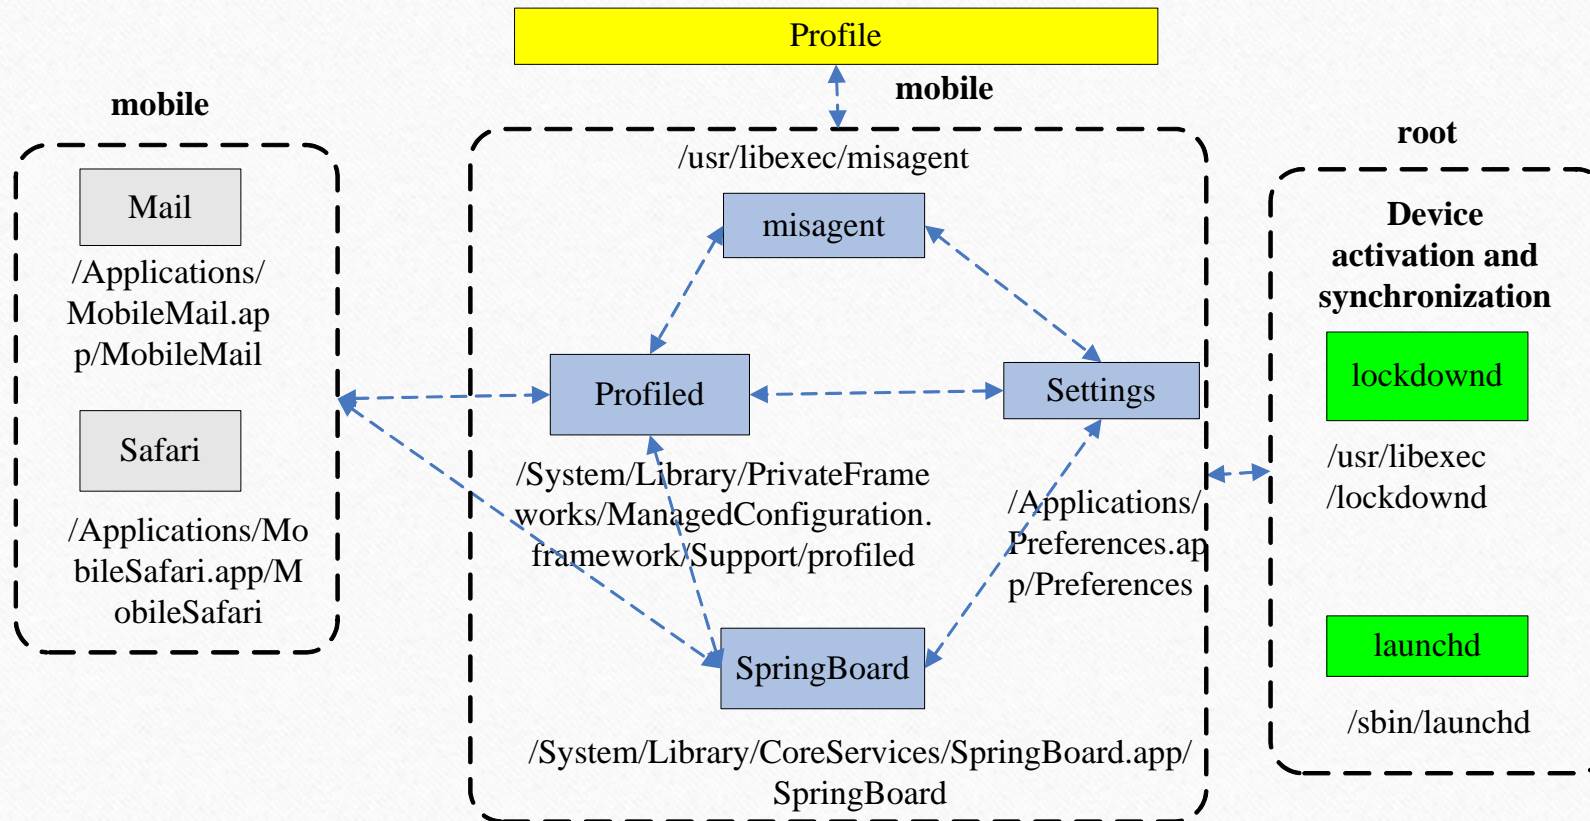 Profile
mobile
mobile
Mail
/Applications/
MobileMail.ap
p/MobileMail
Safari
/Applications/Mo
bileSafari.app/M
obileSafari
/usr/libexec/misagent
misagent
Profiled
/System/Library/PrivateFrame
works/ManagedConfiguration.
framework/Support/profiled
Settings
/Applications/
Preferences.ap
p/Preferences
SpringBoard
/System/Library/CoreServices/SpringBoard.app/
SpringBoard
root
Device
activation and
synchronization
lockdownd
/usr/libexec
/lockdownd
launchd
/sbin/launchd